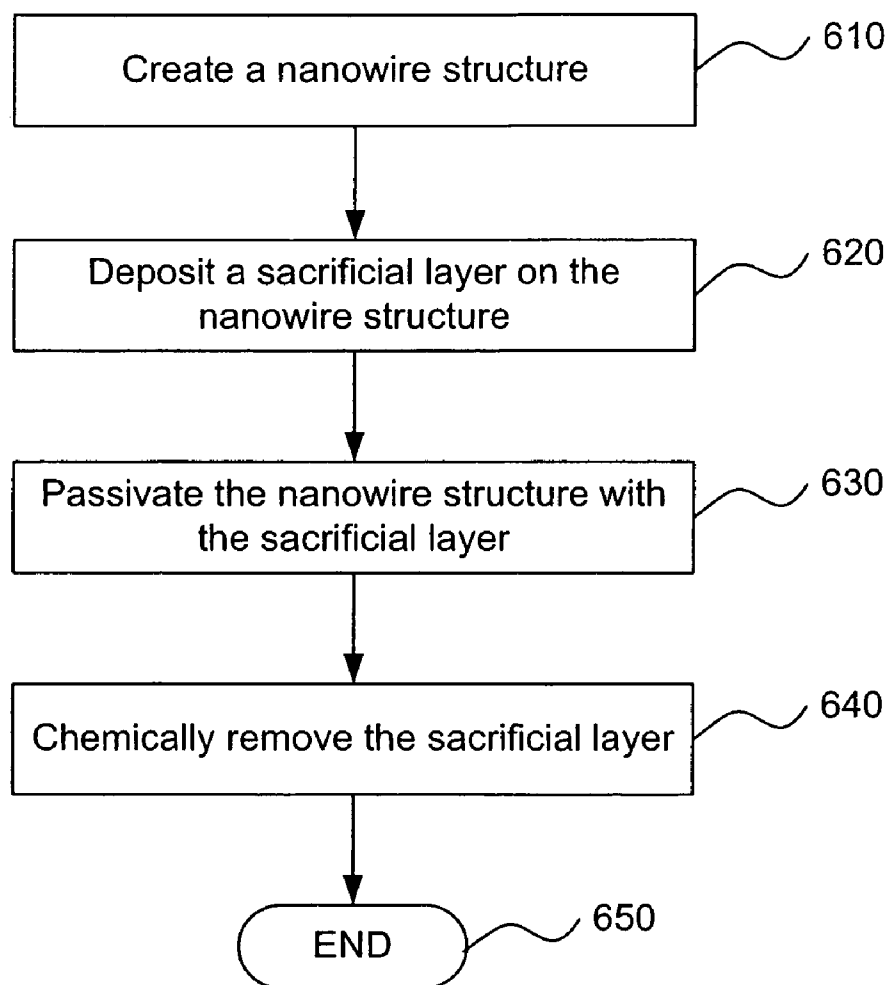 Create a nanowire structure
610
Deposit a sacrificial layer on the
nanowire structure
620
Passivate the nanowire structure with
the sacrificial layer
630
Chemically remove the sacrificial layer
640
END
650